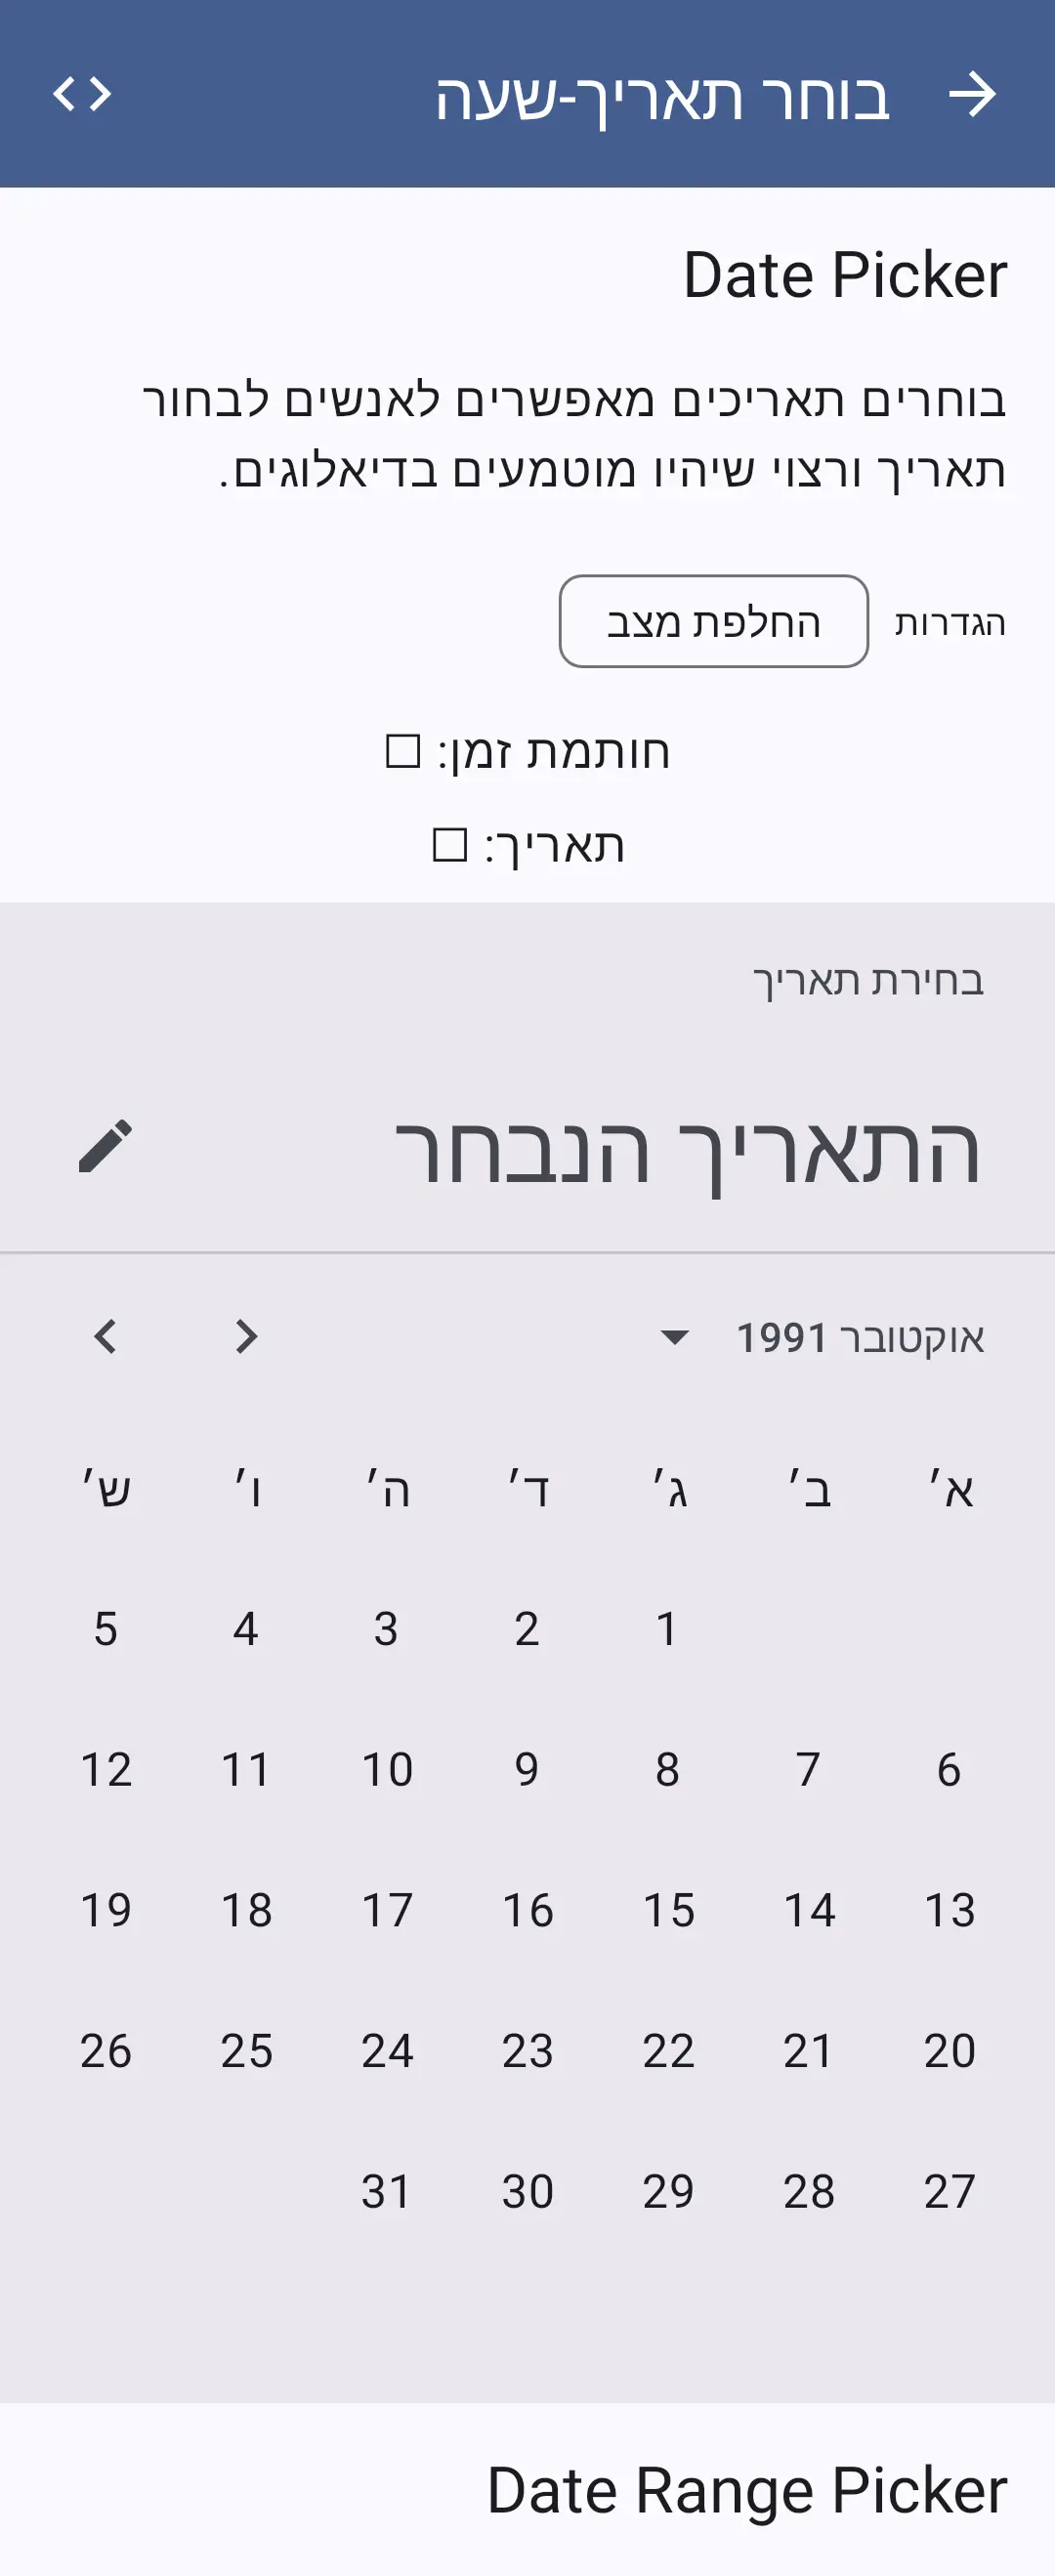 בוחר תאריך-שעה
Date Picker
בוחרים תאריכים מאפשרים לאנשים לבחור
תאריך ורצוי שיהיו מוטמעים בדיאלוגים.
הגדרות החלפת מצב
חותמת זמן: □
תאריך: □
בחירת תאריך
התאריך הנבחר
אוקטובר 1991
א׳ ב׳ ג׳ ד׳ ה׳ ו׳ ש׳
1 2 3 4 5
6 7 8 9 10 11 12
13 14 15 16 17 18 19
20 21 22 23 24 25 26
27 28 29 30 31
Date Range Picker